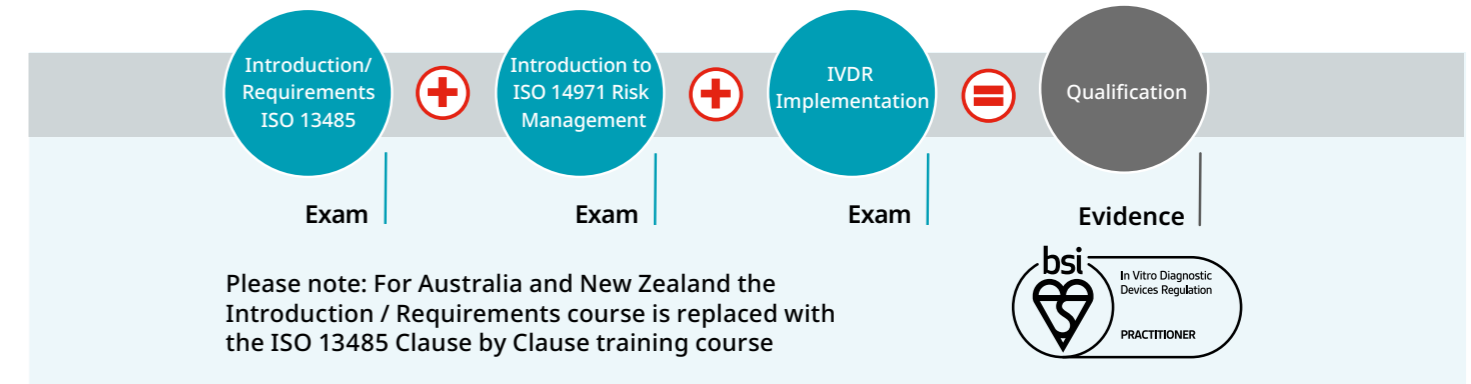 Introduction/
Requirements
ISO 13485
Introduction to
ISO 14971 Risk
Management
IVDR
Implementation
Qualification
Exam
Exam
Exam
Evidence
Please note: For Australia and New Zealand the
Introduction / Requirements course is replaced with
the ISO 13485 Clause by Clause training course
bsi
In Vitro Diagnostic
Devices Regulation
PRACTITIONER